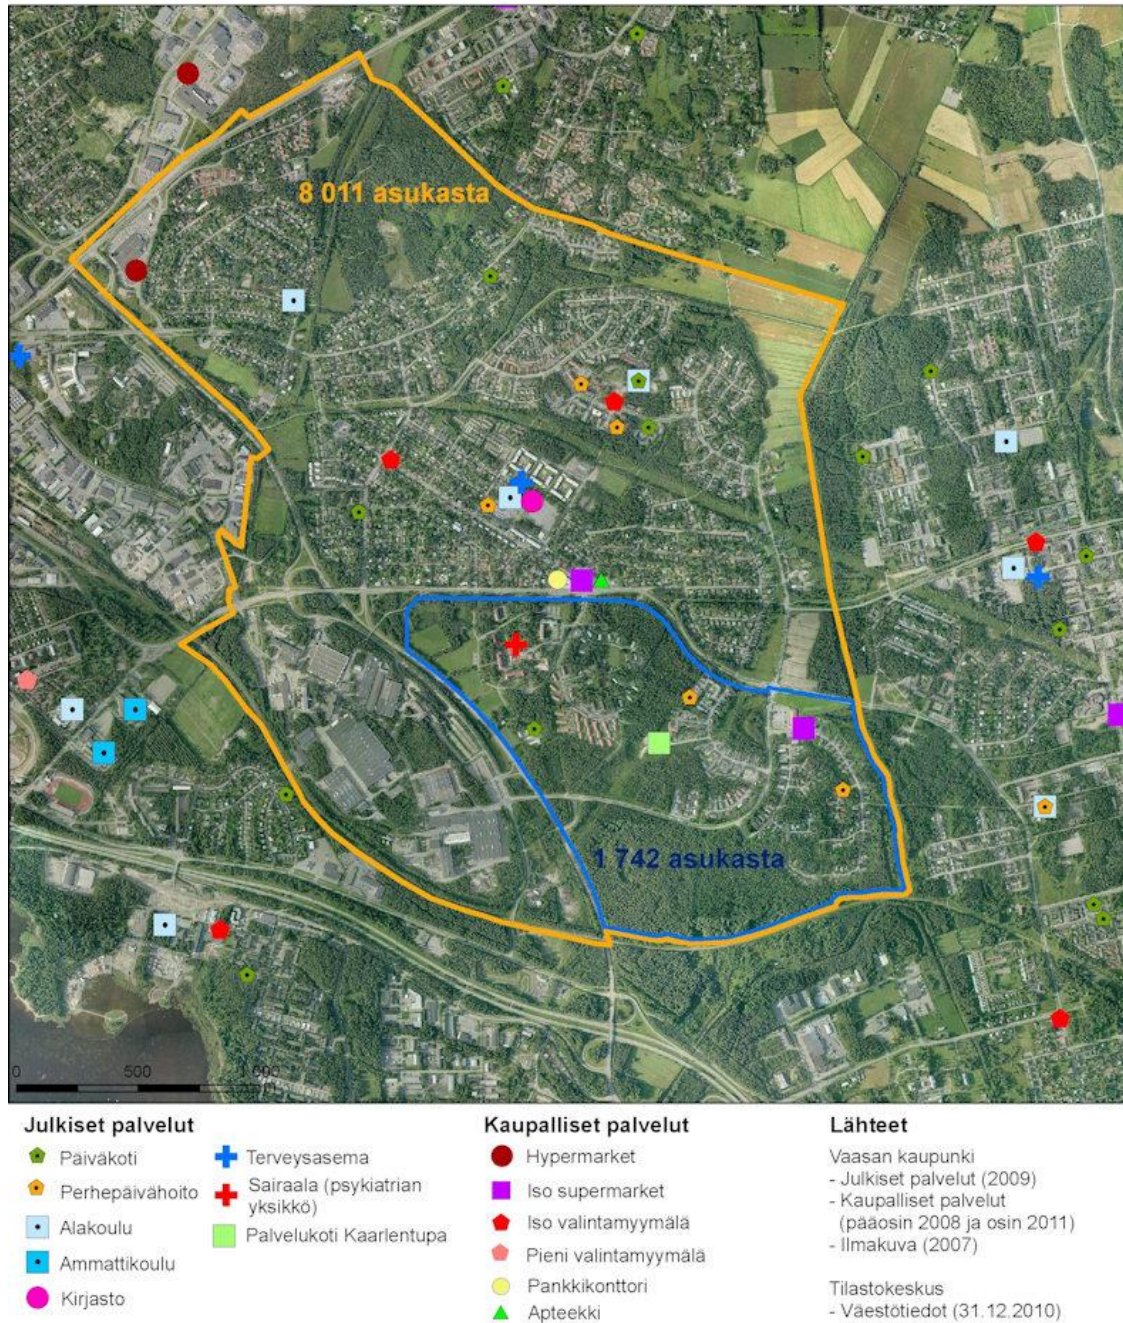 8 011 asukasta
1 742 asukasta
0 500 1 000
m
Julkiset palvelut
Päiväkoti
Perhepäivähoito
Alakoulu
Ammattikoulu
Kirjasto
Terveysasema
Sairaala (psykiatrian
yksikkö)
Palvelukoti Kaarlentupa
Kaupalliset palvelut
Hypermarket
Iso supermarket
Iso valintamyymälä
Pieni valintamyymälä
Pankkikonttori
Apteekki
Lähteet
Vaasan kaupunki
- Julkiset palvelut (2009)
- Kaupalliset palvelut
(pääosin 2008 ja osin 2011)
- Ilmakuva (2007)
Tilastokeskus
- Väestötiedot (31.12.2010)